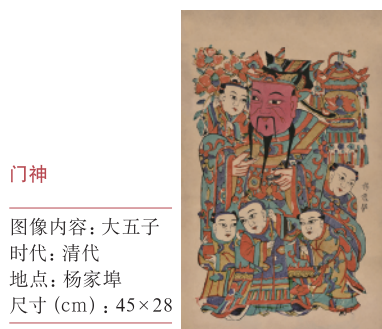 门神
图像内容：大五子
时代：清代
地点：杨家埠
尺寸（cm）：45×28